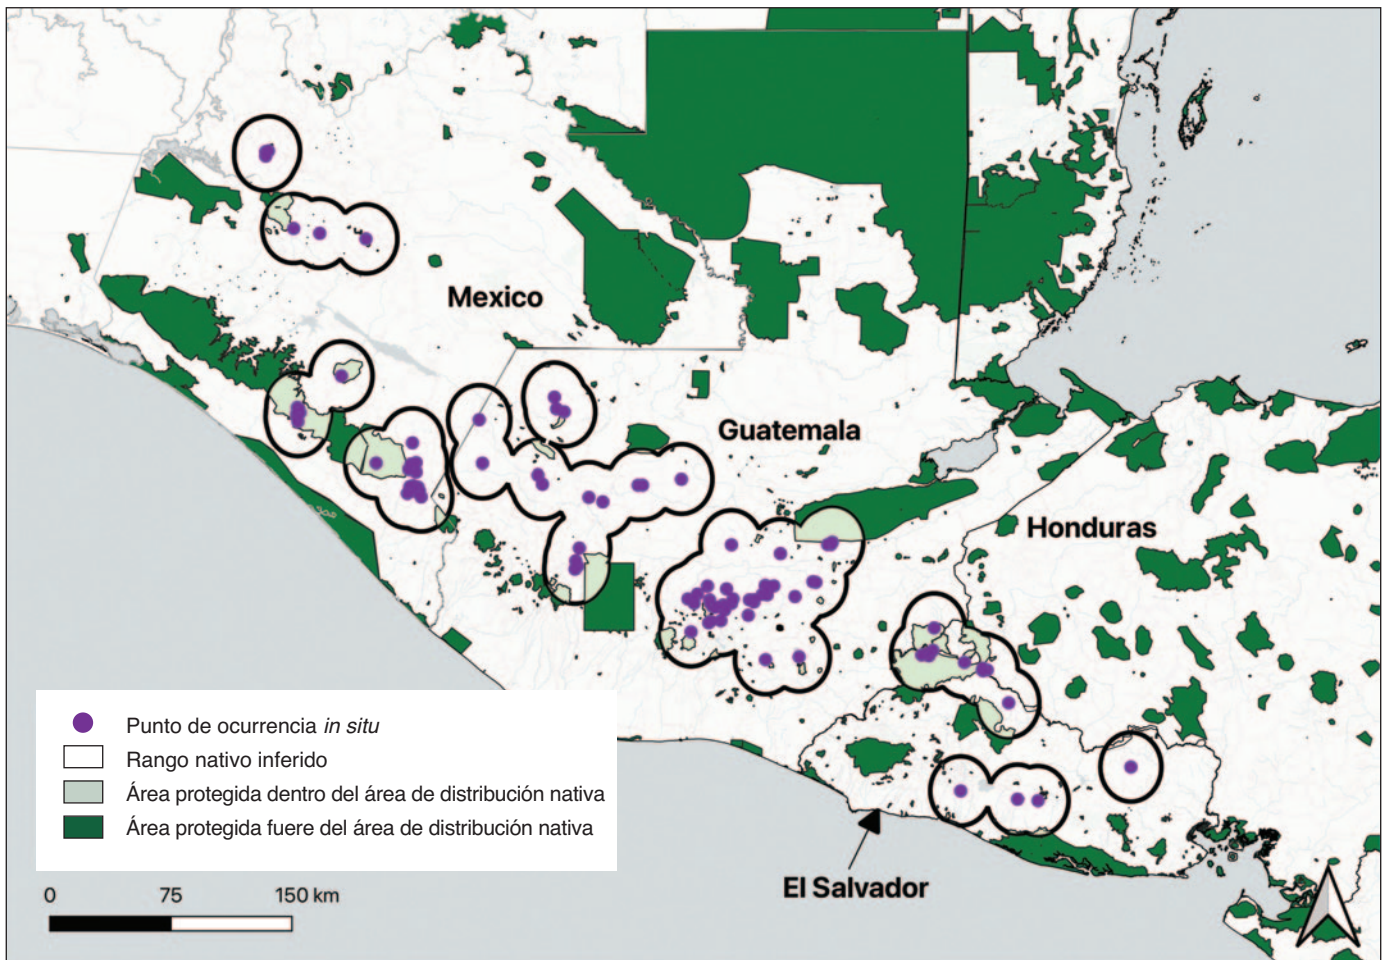 Mexico
Guatemala
Honduras
El Salvador
Punto de ocurrencia in situ
Rango nativo inferido
Área protegida dentro del área de distribución nativa
Área protegida fuere del área de distribución nativa
0 75 150 km